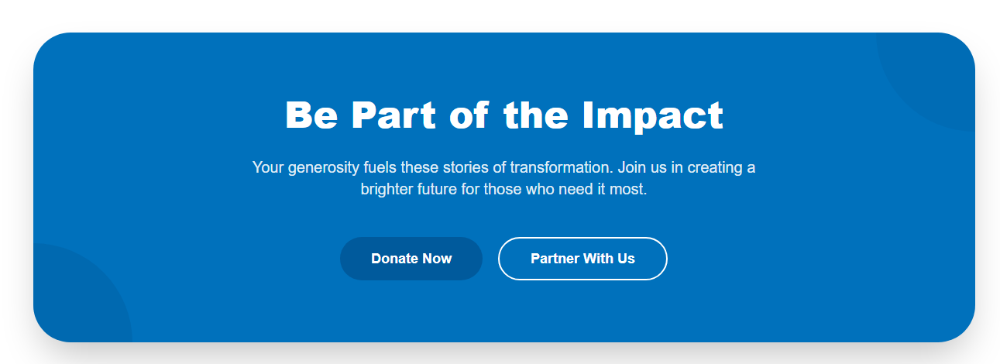 Be Part of the Impact
Your generosity fuels these stories of transformation. Join us in creating a
brighter future for those who need it most.
Donate Now
Partner With Us